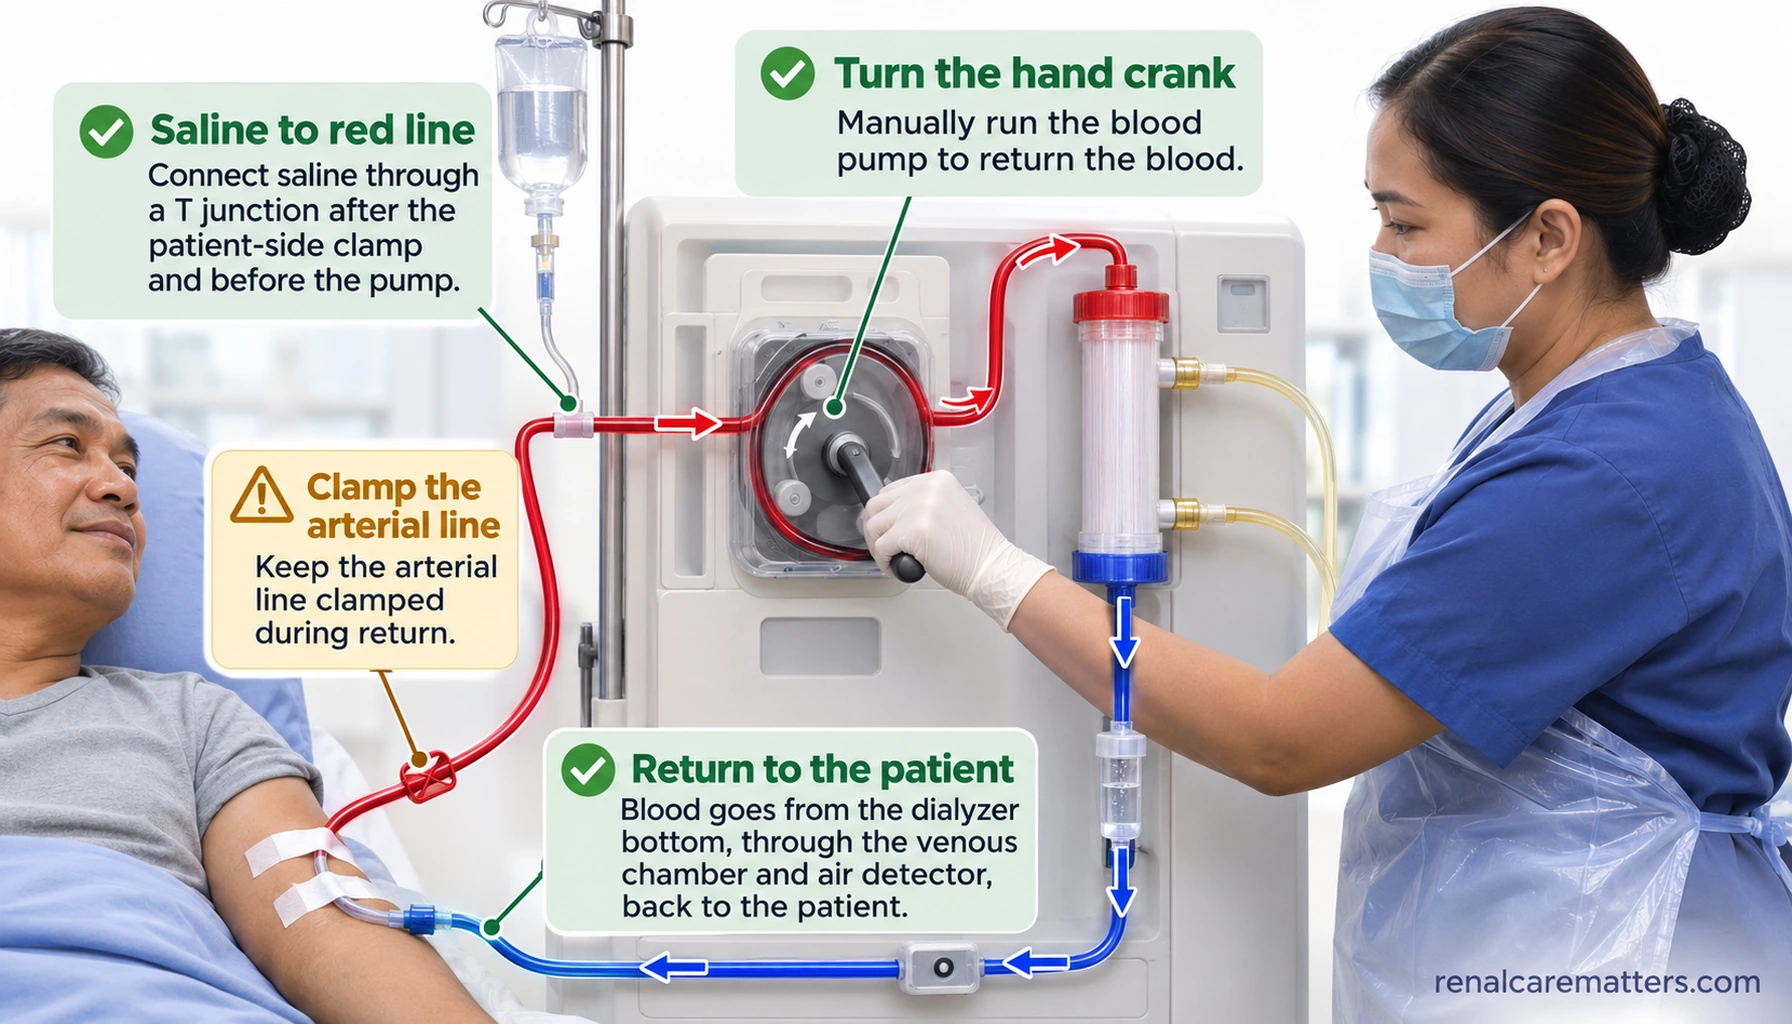 Saline to red line
Connect saline through
a T junction after the
patient-side clamp
and before the pump.
Turn the hand crank
Manually run the blood
pump to return the blood.
Clamp the
arterial line
Keep the arterial
line clamped
during return.
Return to the patient
Blood goes from the dialyzer
bottom, through the venous
chamber and air detector,
back to the patient.
renalcarematters.com